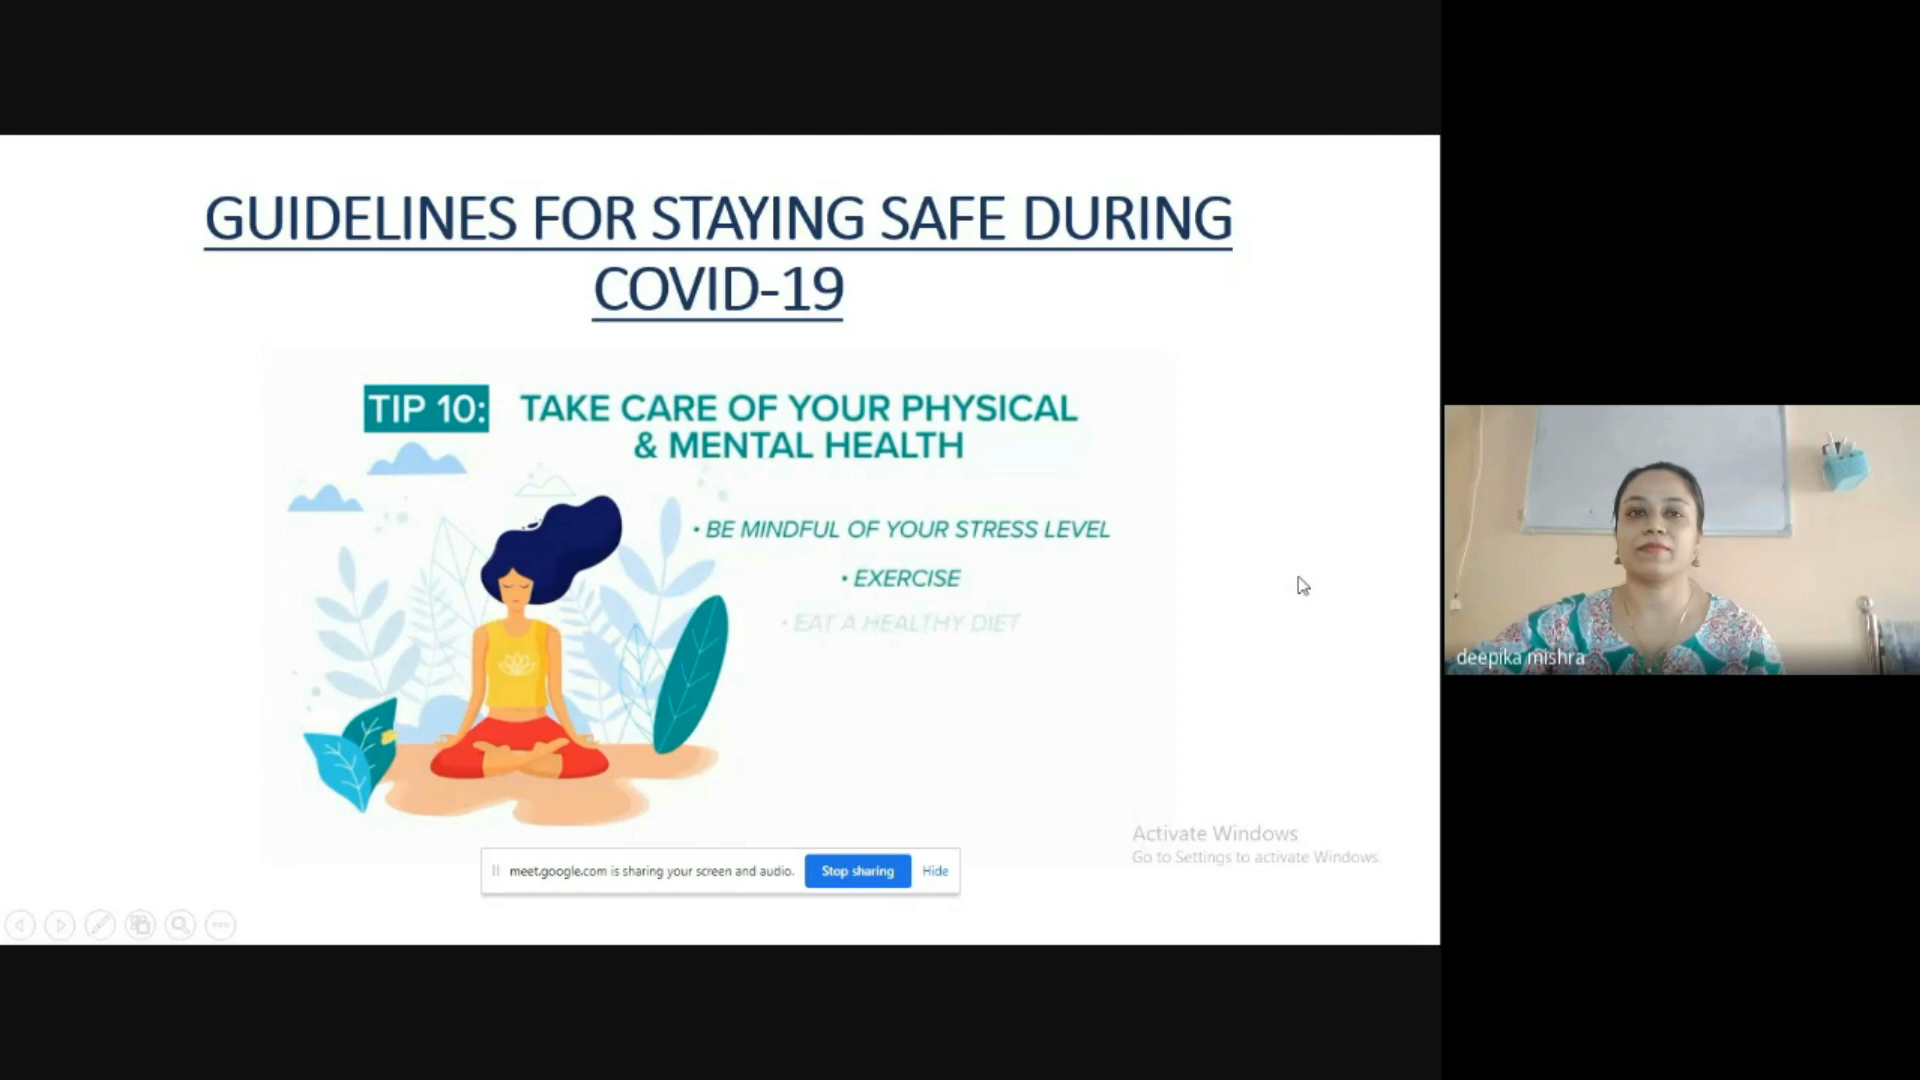 GUIDELINES FOR STAYING SAFE DURING
COVID-19
TIP 10: TAKE CARE OF YOUR PHYSICAL
& MENTAL HEALTH
• BE MINDFUL OF YOUR STRESS LEVEL
• EXERCISE
• EAT A HEALTHY DIET
deepika mishra
Activate Windows
Go to Settings to activate Windows.
meet.google.com is sharing your screen and audio. Stop sharing Hide